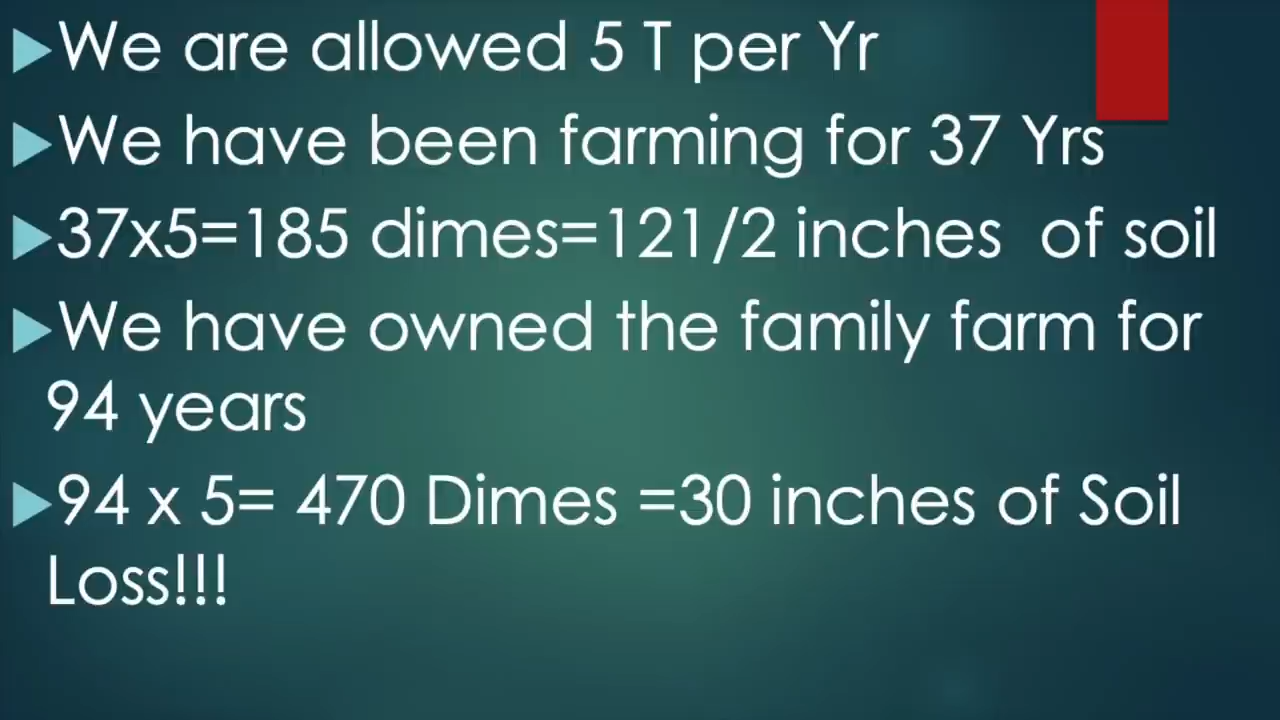 We are allowed 5 T per Yr
We have been farming for 37 Yrs
37x5=185 dimes=121/2 inches of soil
We have owned the family farm for
94 years
94 x 5= 470 Dimes =30 inches of Soil
Loss!!!